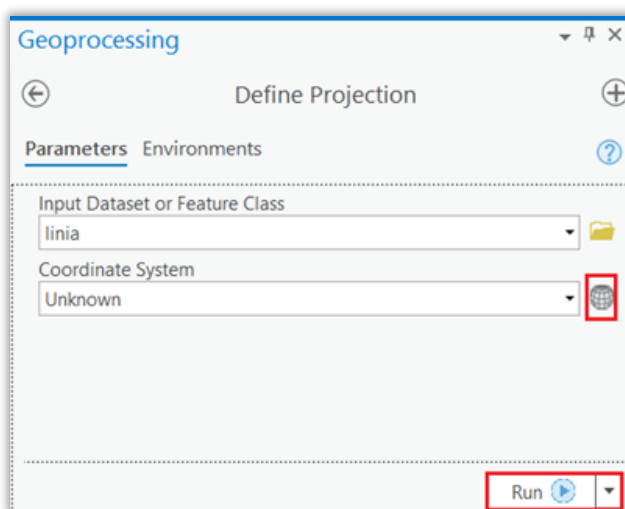 Geoprocessing
Define Projection
Parameters Environments
Input Dataset or Feature Class
linia
Coordinate System
Unknown
Run